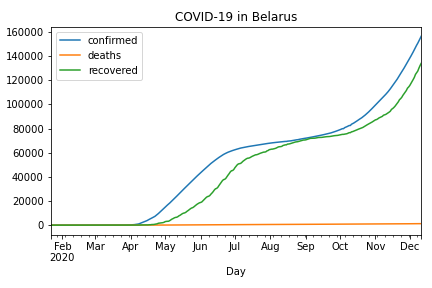 COVID-19 in Belarus
confirmed
deaths
recovered
160000
140000
120000
100000
80000
60000
40000
20000
0
Feb Mar Apr May Jun Jul Aug Sep Oct Nov Dec
2020
Day